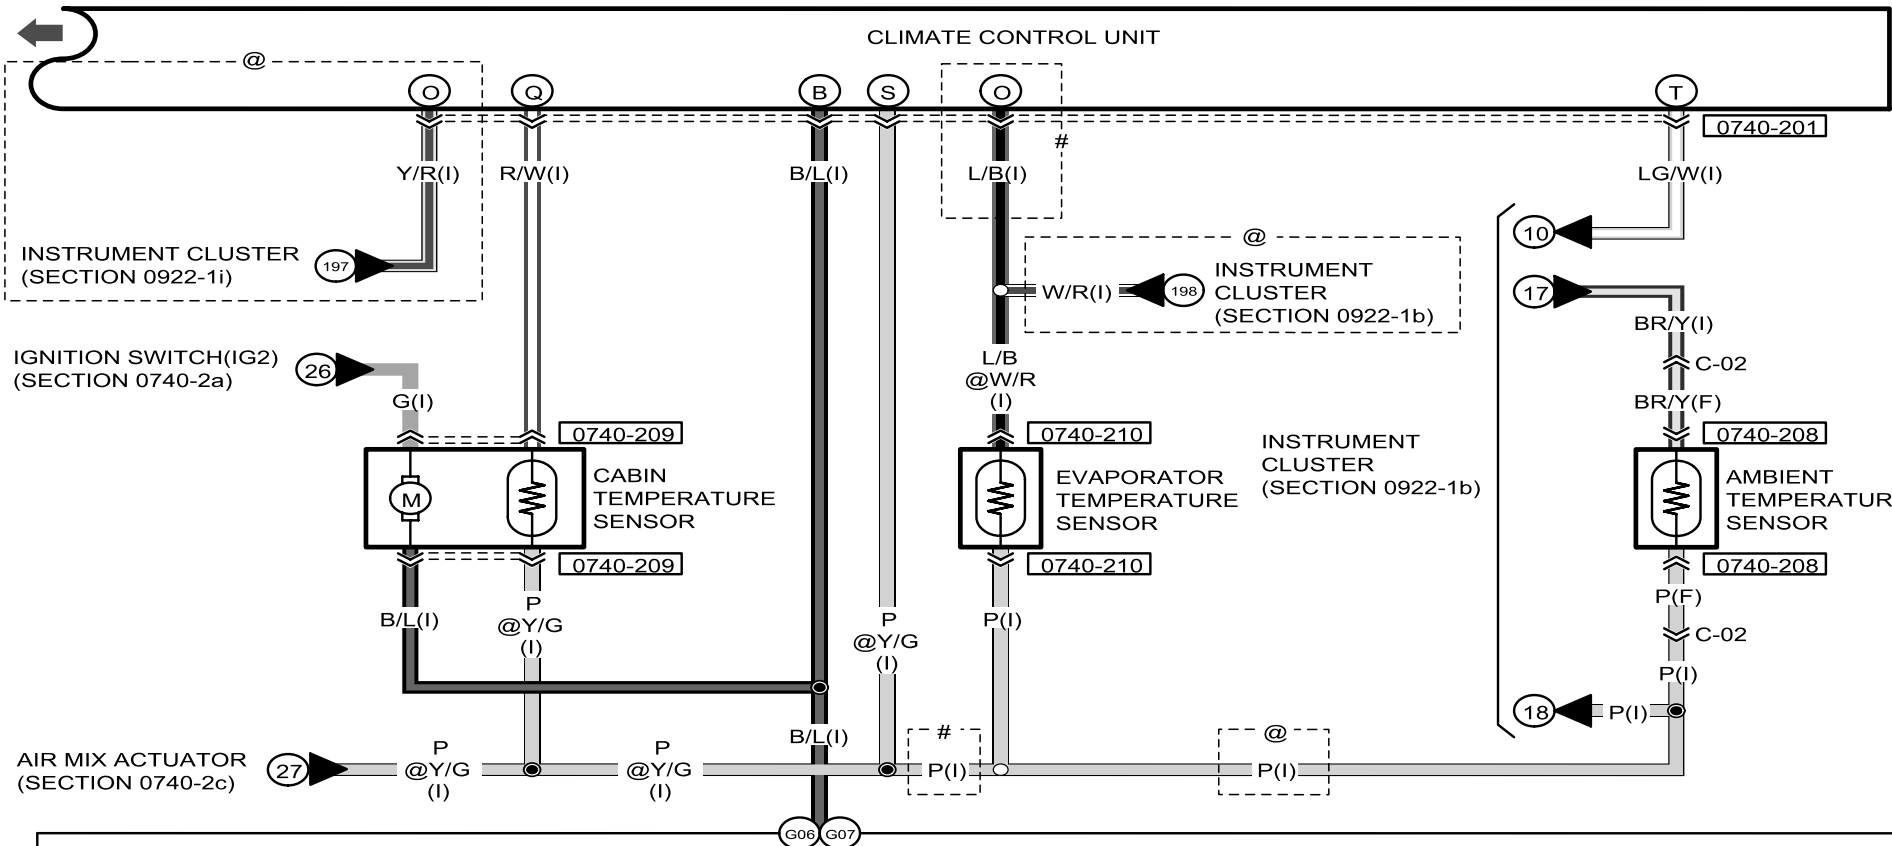 CLIMATE CONTROL UNIT
@
O
Q
B
S
O
T
0740-201
#
Y/R(I)
R/W(I)
B/L(I)
L/B(I)
LG/W(I)
INSTRUMENT CLUSTER
(SECTION 0922-1i)
197
10
@
W/R(I)
198
INSTRUMENT
CLUSTER
(SECTION 0922-1b)
17
BR/Y(I)
C-02
BR/Y(F)
IGNITION SWITCH(IG2)
(SECTION 0740-2a)
26
G(I)
L/B
@W/R
(I)
0740-209
0740-210
0740-208
M
CABIN
TEMPERATURE
SENSOR
EVAPORATOR
TEMPERATURE
SENSOR
INSTRUMENT
CLUSTER
(SECTION 0922-1b)
AMBIENT
TEMPERATUR
SENSOR
0740-209
0740-210
0740-208
B/L(I)
P
@Y/G
(I)
P
@Y/G
(I)
P(I)
P(F)
C-02
P(I)
18
P(I)
B/L(I)
#
@
AIR MIX ACTUATOR
(SECTION 0740-2c)
27
P
@Y/G
(I)
P
@Y/G
(I)
P(I)
P(I)
G06
G07